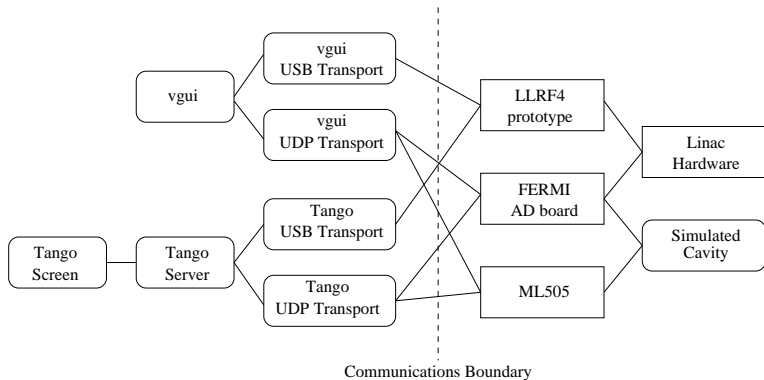 vgui
USB Transport
vgui
vgui
UDP Transport
LLRF4
prototype
Linac
Hardware
FERMI
AD board
Tango
USB Transport
Tango
Screen
Tango
Server
Simulated
Cavity
Tango
UDP Transport
ML505
Communications Boundary